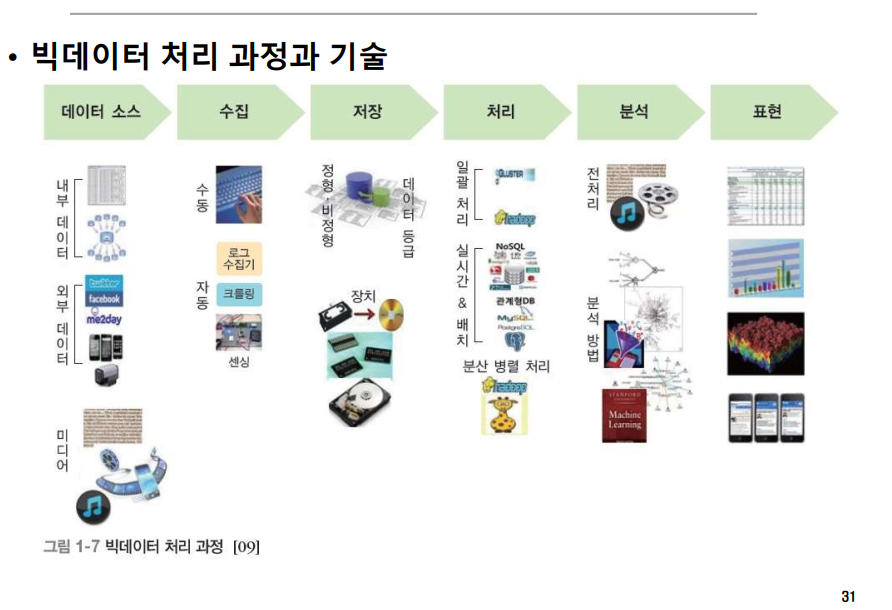 • 빅데이터 처리 과정과 기술
데이터 소스
수집
저장
처리
분석
표현
내부 데이터
외부 데이터
twitter
facebook
me2day
미디어
수동
자동
로그
수집기
크롤링
센싱
정형·비정형
데이터 등급
장치
일괄 처리
GLUSTER
hadoop
실시간 & 배치
NoSQL
관계형DB
MySQL
PostgreSQL
분산 병렬 처리
hadoop
전처리
분석 방법
STANFORD
Machine
Learning
그림 1-7 빅데이터 처리 과정 [09]
31